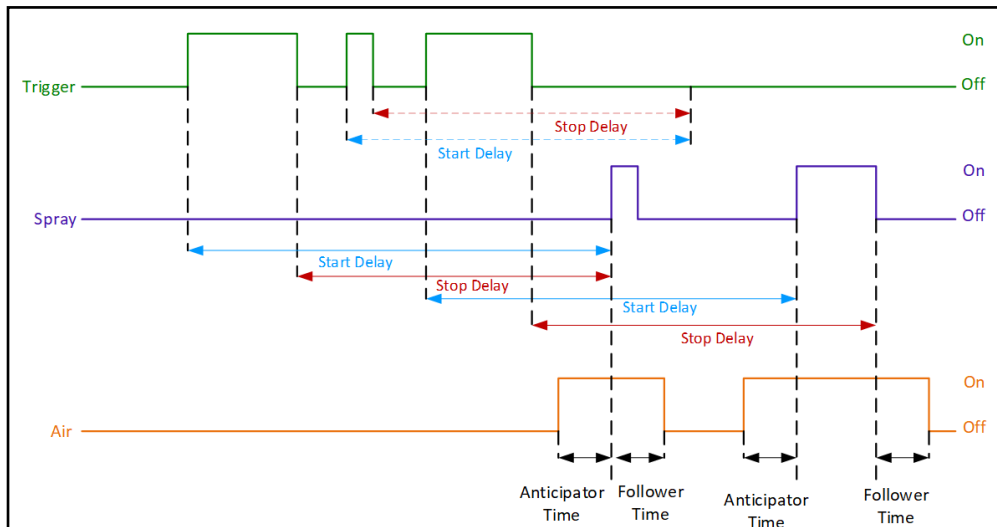 On
Trigger
Off
Stop Delay
Start Delay
On
Spray
Off
Start Delay
Stop Delay
Start Delay
Stop Delay
On
Air
Off
Anticipator
Time
Follower
Time
Anticipator
Time
Follower
Time